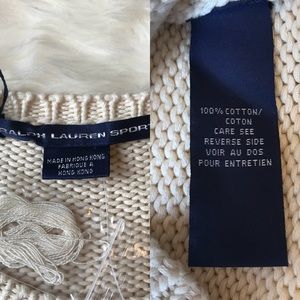 RALPH LAUREN SPORT
MADE IN HONG KONG
FABRIQUÉ A
HONG KONG
100% COTTON/
COTON
CARE SEE
REVERSE SIDE
VOIR AU DOS
POUR ENTRETIEN